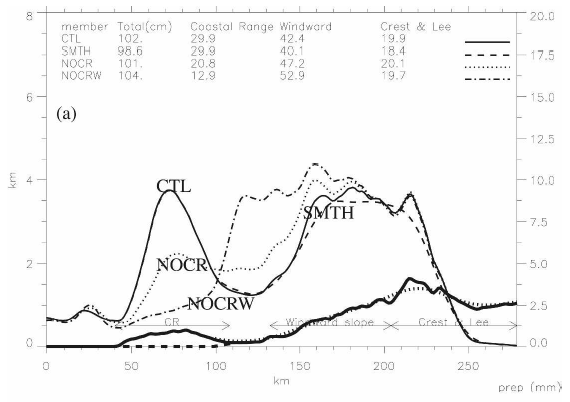 8
20.0
member Total(cm) Coastal Range Windward Crest & Lee
CTL 102. 29.9 42.4 19.9
SMTH 98.6 29.9 40.1 18.4
NOCR 101. 20.8 47.2 20.1
NOCRW 104. 12.9 52.9 19.7
17.5
6
15.0
(a)
12.5
km
4
10.0
CTL
7.5
SMTH
NOCR
2
5.0
NOCRW
2.5
CR Windward slope Crest & Lee
0
0.0
0 50 100 150 200 250
km
prep (mm)